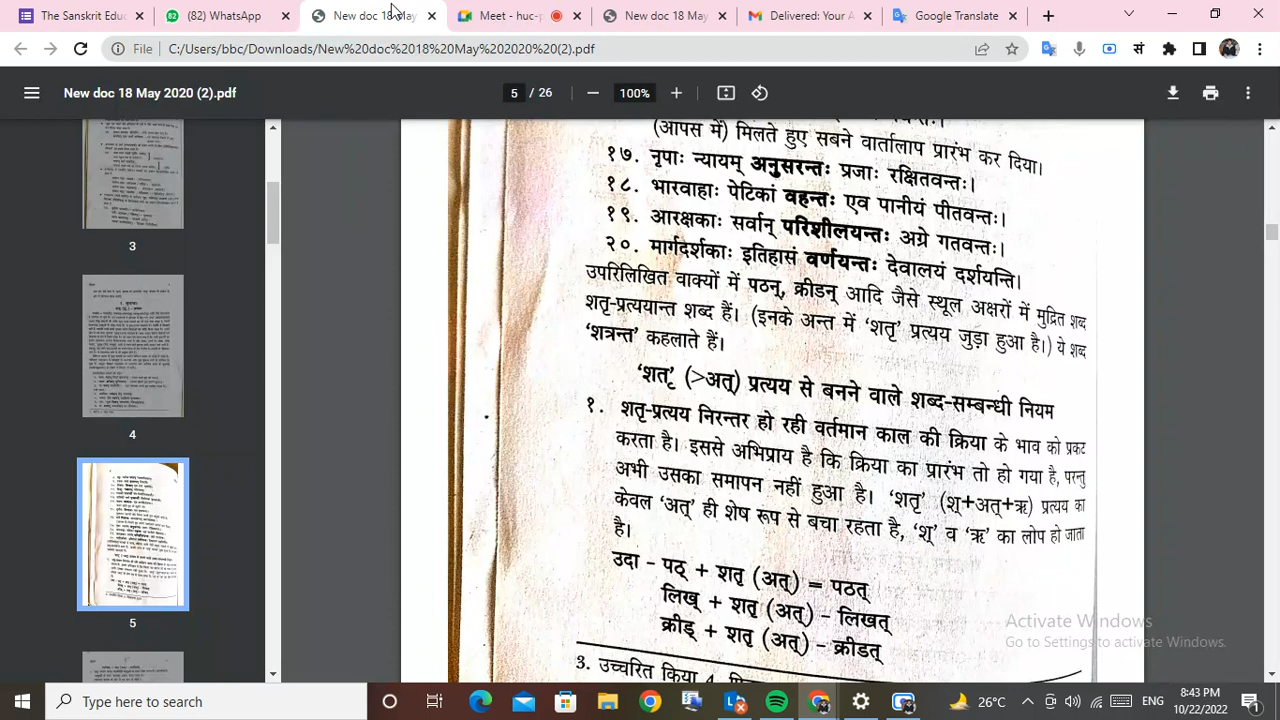 The Sanskrit Educ
(82) WhatsApp
New doc 18 May
Meet - huc-p
New doc 18 May
Delivered: Your A
Google Translate
File
C:/Users/bbc/Downloads/New%20doc%2018%20May%202020%20(2).pdf
सं
New doc 18 May 2020 (2).pdf
5 / 26
100%
3
4
5
(आपस में) मिलते हुए सबने वार्तालाप प्रारंभ कर दिया।
१७. नृपाः न्यायम् अनुसरन्तः प्रजाः रक्षितवन्तः।
१८. भारवाहाः पेटिकां वहन्तः एव पानीयं पीतवन्तः।
१९. आरक्षकाः सर्वान् परिशीलयन्तः अग्रे गतवन्तः।
२०. मार्गदर्शकाः इतिहासं वर्णयन्तः देवालयं दर्शयन्ति।
उपरिलिखित वाक्यों में पठन्, क्रीडन् आदि जैसे स्थूल अक्षरों में मुद्रित शब्द
शतृ-प्रत्ययान्त शब्द हैं। (इनके अन्त में ‘शतृ’ प्रत्यय जुड़ा हुआ है।) ये शब्द
‘शत्रन्त’ कहलाते हैं।
‘शतृ’ (>अत्) प्रत्यय से बनने वाले शब्द-सम्बन्धी नियम
१. शतृ-प्रत्यय निरन्तर हो रही वर्तमान काल की क्रिया के भाव को प्रकट
करता है। इससे अभिप्राय है कि क्रिया का प्रारंभ तो हो गया है, परन्तु
अभी उसका समापन नहीं हुआ है। ‘शतृ’ (श्+अत्+ऋ) प्रत्यय का
केवल ‘अत्’ ही शेष रूप से बचा रहता है, ‘श्’ व ‘ऋ’ का लोप हो जाता
है।
उदा - पठ् + शतृ (अत्) – पठत्
लिख् + शतृ (अत्) – लिखत्
क्रीड् + शतृ (अत्) – क्रीडत्
3. उच्चरित किया
Activate Windows
Go to Settings to activate Windows.
Type here to search
26°C
ENG
8:43 PM
10/22/2022